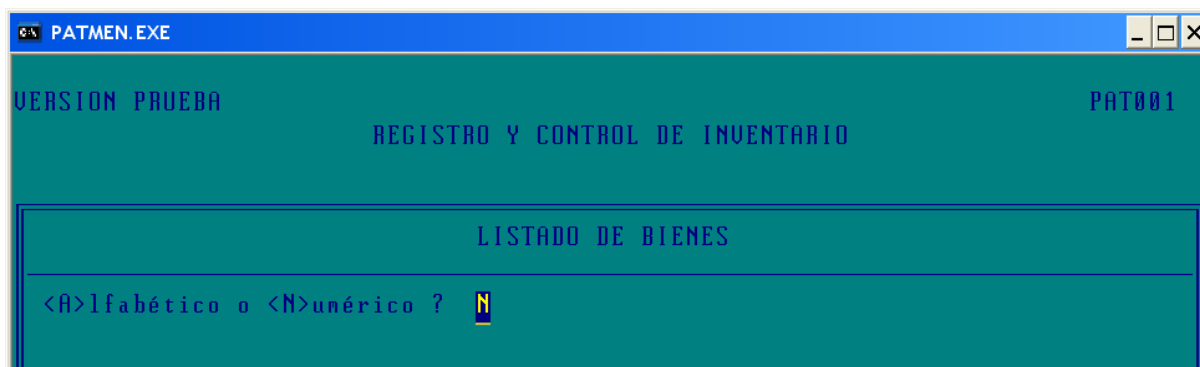 PATMEN.EXE
VERSION PRUEBA PAT001
REGISTRO Y CONTROL DE INVENTARIO
LISTADO DE BIENES
<A>lfabético o <N>umérico ? N